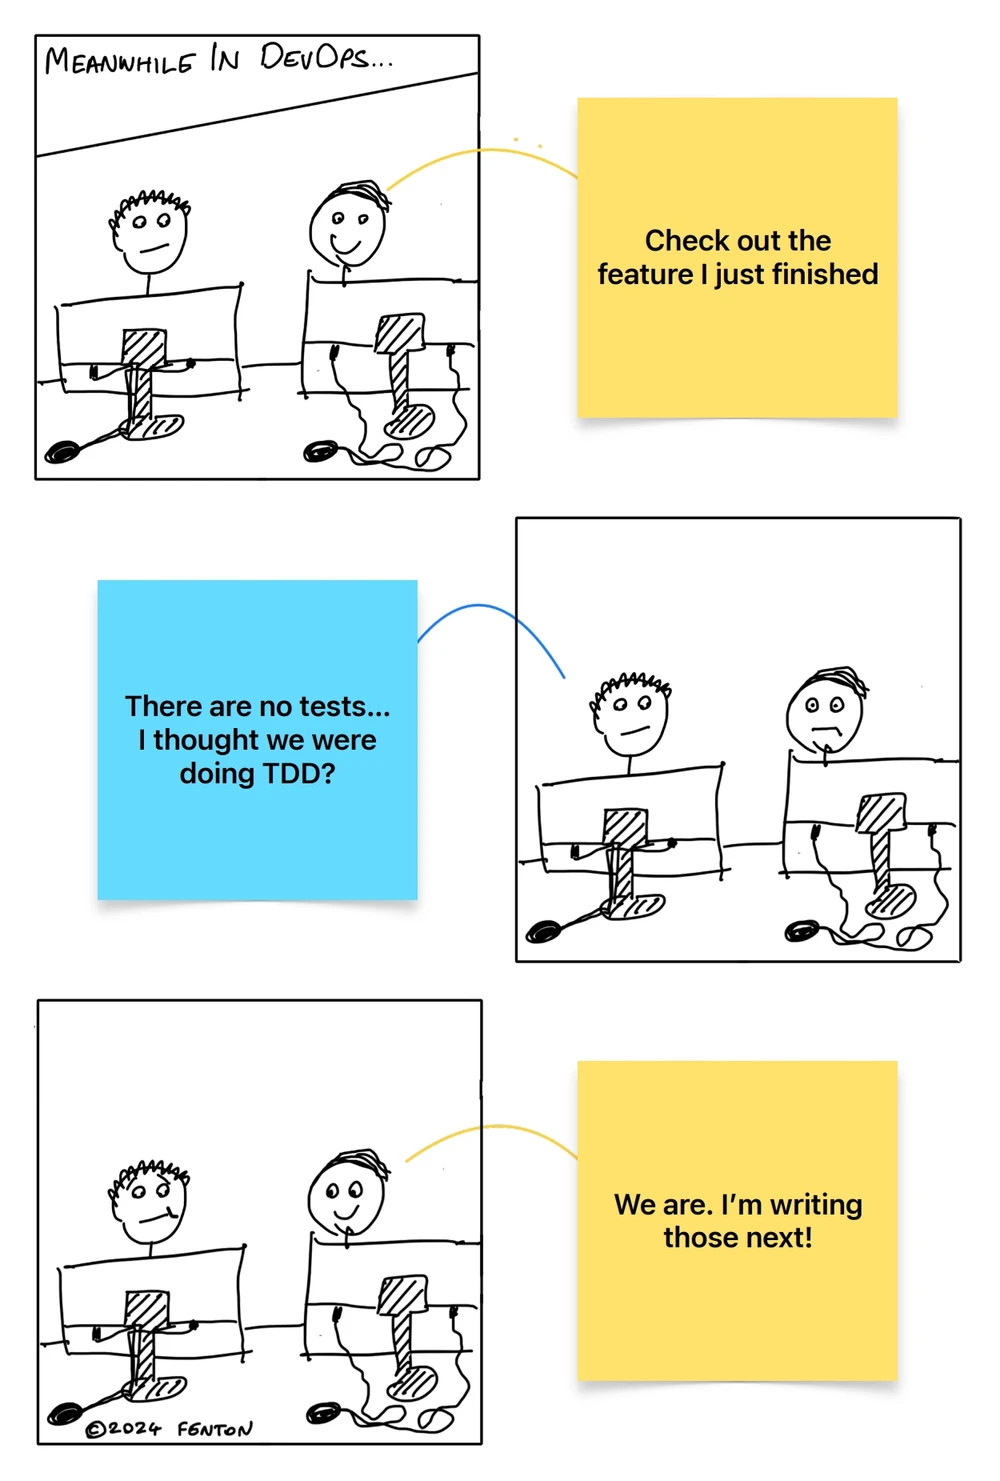 MEANWHILE IN DEVOPS...
Check out the
feature I just finished
There are no tests...
I thought we were
doing TDD?
We are. I’m writing
those next!
©2024 FENTON